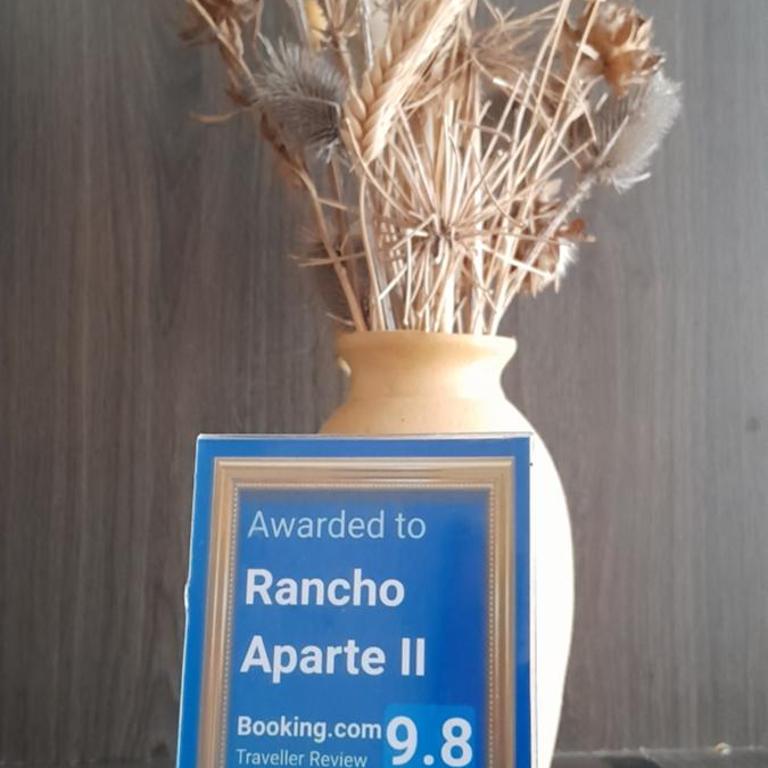 Awarded to
Rancho
Aparte II
Booking.com 9.8
Traveller Review